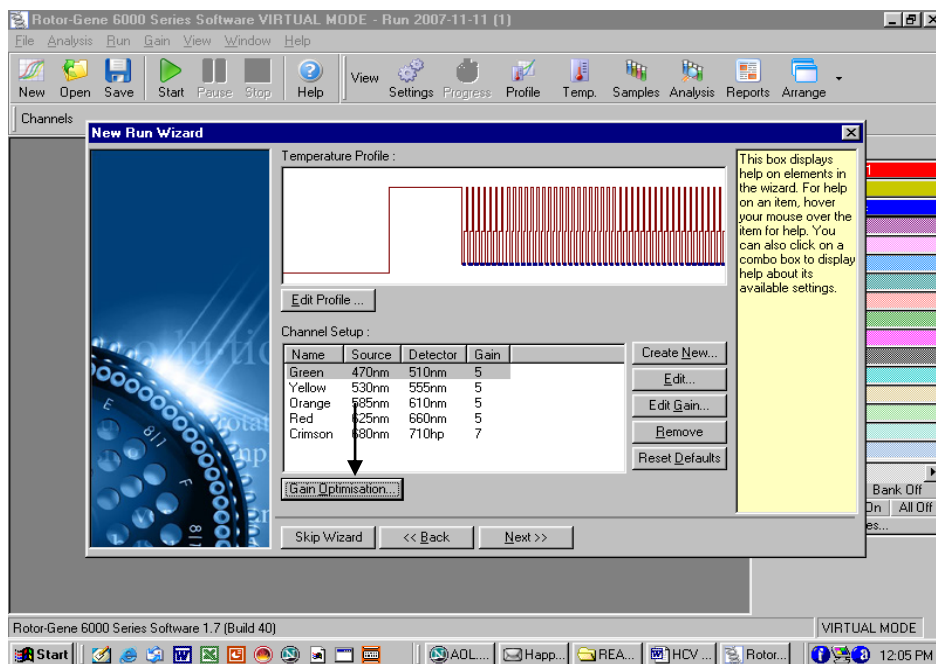 Rotor-Gene 6000 Series Software VIRTUAL MODE - Run 2007-11-11 (1)
File Analysis Run Gain View Window Help
New Open Save Start Pause Stop Help View Settings Progress Profile Temp. Samples Analysis Reports Arrange
Channels
New Run Wizard
Temperature Profile :
This box displays
help on elements in
the wizard. For help
on an item, hover
your mouse over the
item for help. You
can also click on a
combo box to display
help about its
available settings.
Edit Profile ...
Channel Setup :
Name Source Detector Gain
Green 470nm 510nm 5
Yellow 530nm 555nm 5
Orange 585nm 610nm 5
Red 625nm 660nm 5
Crimson 680nm 710hp 7
Create New...
Edit...
Edit Gain...
Remove
Reset Defaults
Gain Optimisation...
Bank Off
On All Off
es...
Skip Wizard << Back Next >>
Rotor-Gene 6000 Series Software 1.7 (Build 40) VIRTUAL MODE
Start AOL... Happ... REA... HCV ... Rotor... 12:05 PM